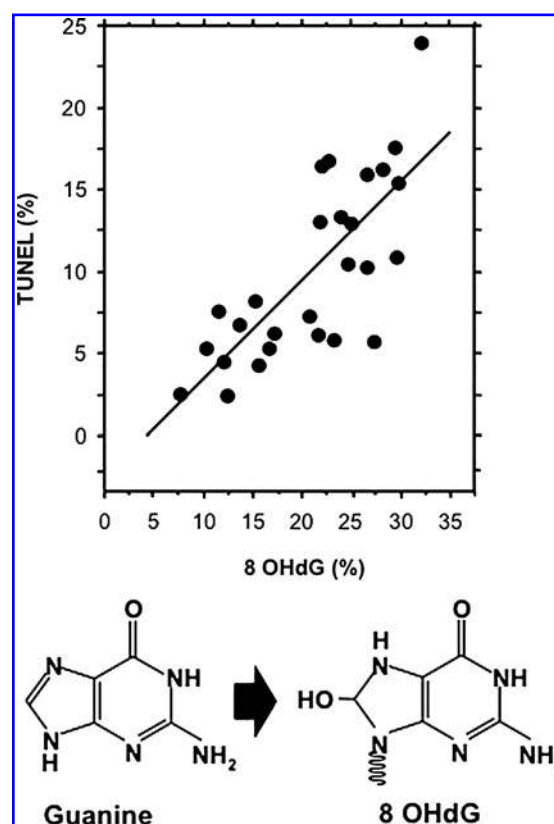 25
20
15
10
5
0
TUNEL (%)
0 5 10 15 20 25 30 35
8 OHdG (%)
O
N
NH
N
H
N
NH2
Guanine
O
H
N
NH
HO
N
N
NH
8 OHdG